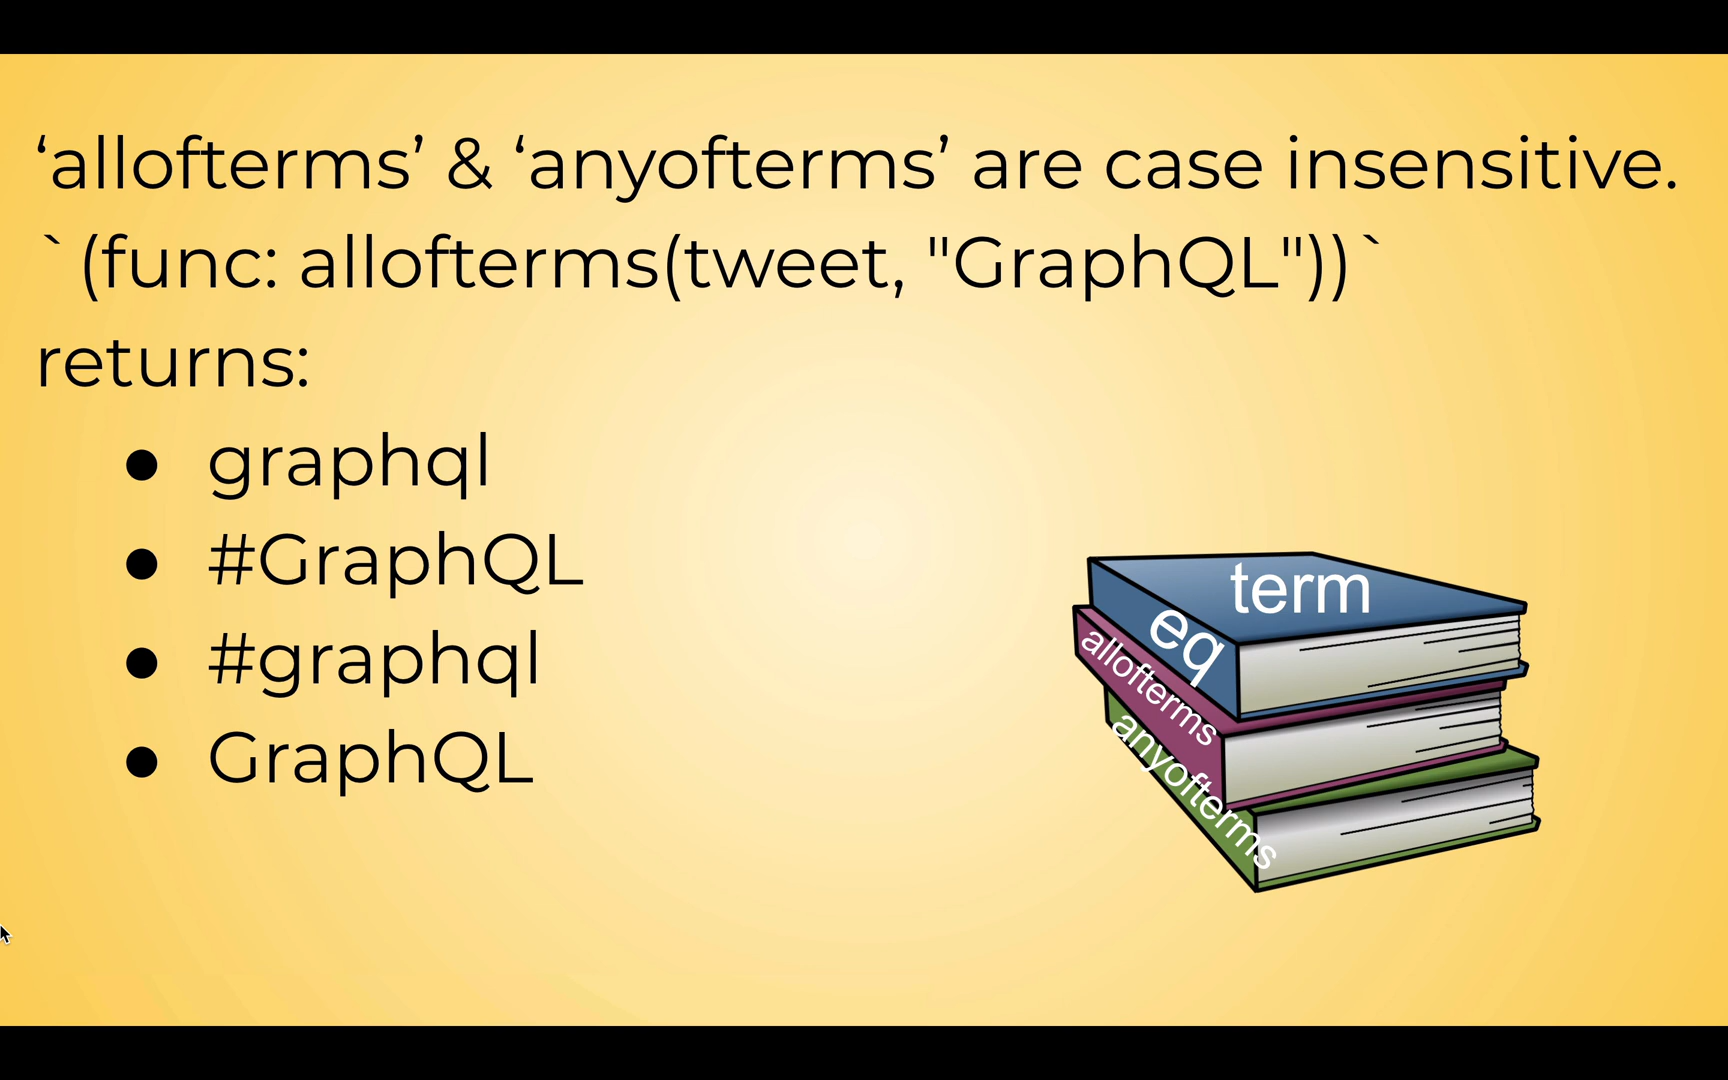 ‘allofterms’ & ‘anyofterms’ are case insensitive.
`(func: allofterms(tweet, "GraphQL"))`
returns:
● graphql
● #GraphQL
● #graphql
● GraphQL
term
eq
allofterms
anyofterms